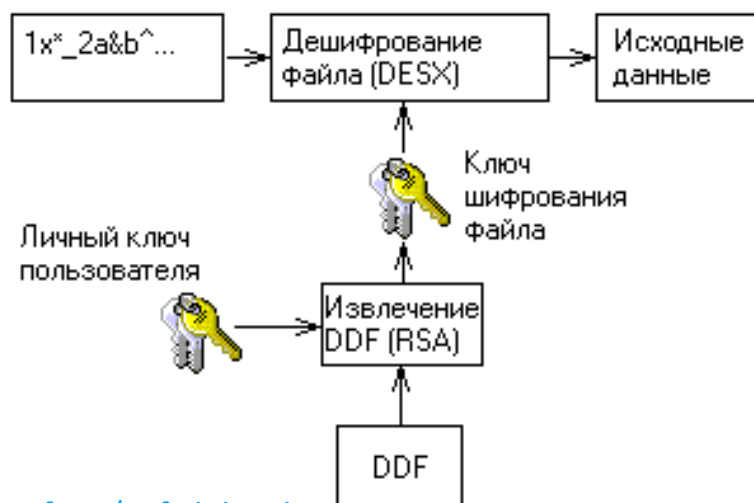 1x*_2a&b^...
Дешифрование
файла (DESX)
Исходные
данные
Ключ
шифрования
файла
Личный ключ
пользователя
Извлечение
DDF (RSA)
DDF